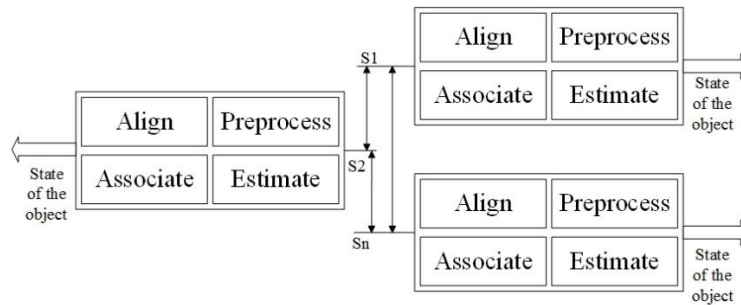 Align Preprocess
Associate Estimate
State
of the
object
S1
S2
Sn
Align Preprocess
Associate Estimate
State
of the
object
Align Preprocess
Associate Estimate
State
of the
object